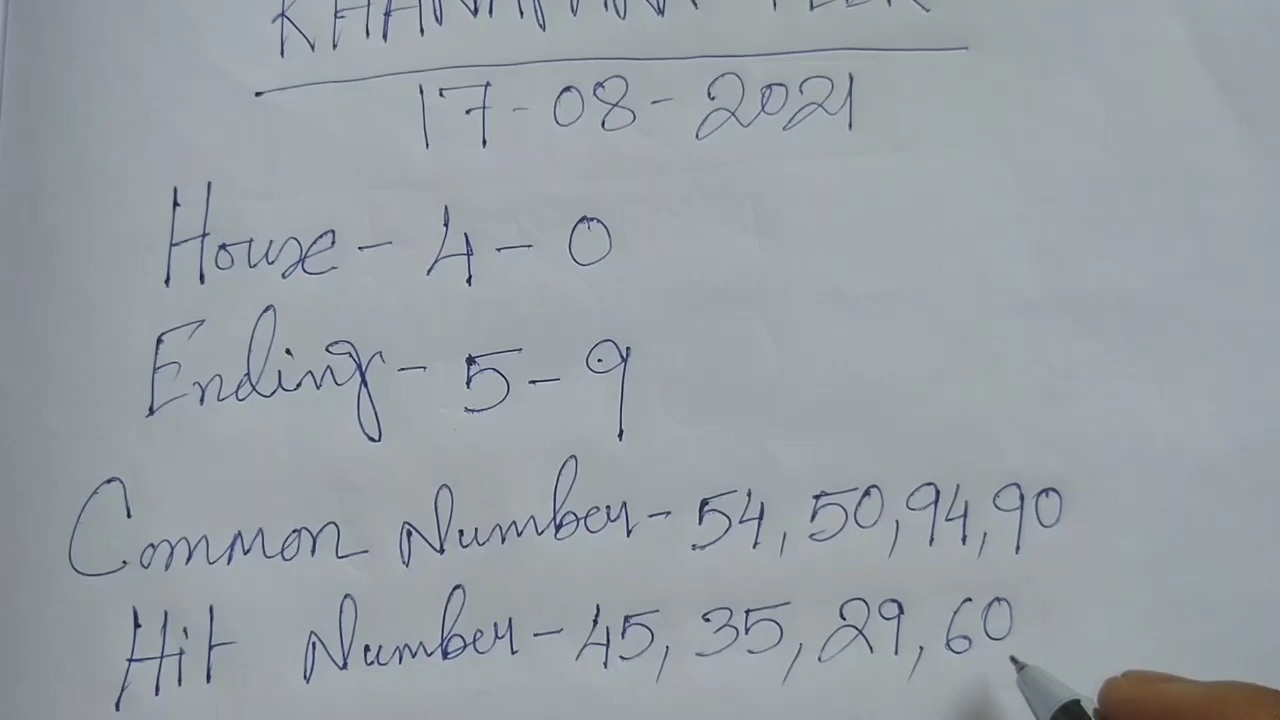 17-08-2021
House - 4 - 0
Ending - 5 - 9
Common Number - 54, 50, 94, 90
Hit Number - 45, 35, 29, 60